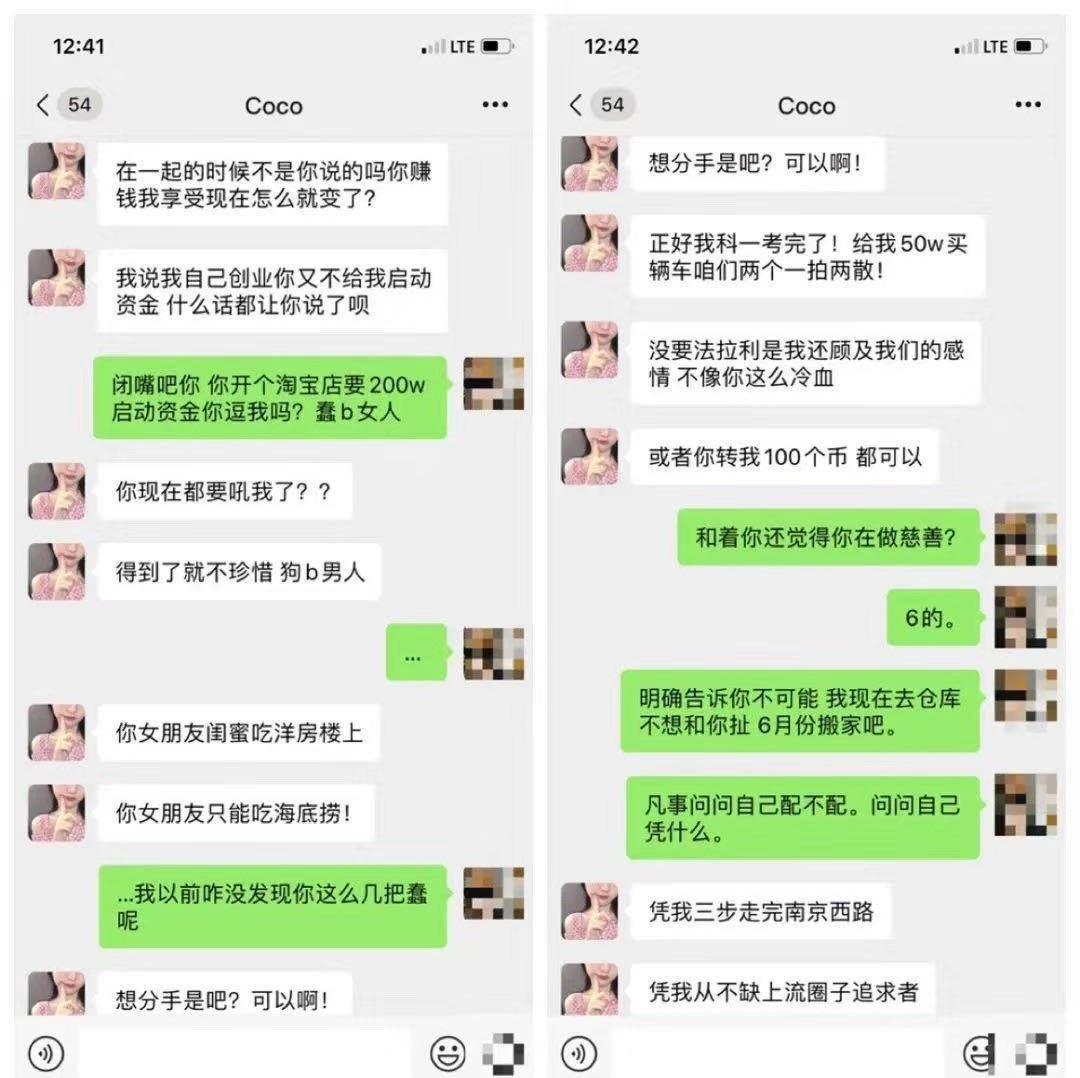 12:41
LTE
54
Coco
在一起的时候不是你说的吗你赚
钱我享受现在怎么就变了？
我说我自己创业你又不给我启动
资金 什么话都让你说了呗
闭嘴吧你 你开个淘宝店要200w
启动资金你逗我吗？蠢b女人
你现在都要吼我了？？
得到了就不珍惜 狗b男人
...
你女朋友闺蜜吃洋房楼上
你女朋友只能吃海底捞！
...我以前咋没发现你这么几把蠢
呢
想分手是吧？可以啊！
12:42
LTE
54
Coco
想分手是吧？可以啊！
正好我科一考完了！给我50w买
辆车咱们两个一拍两散！
没要法拉利是我还顾及我们的感
情 不像你这么冷血
或者你转我100个币 都可以
和着你还觉得你在做慈善？
6的。
明确告诉你不可能 我现在去仓库
不想和你扯 6月份搬家吧。
凡事问问自己配不配。问问自己
凭什么。
凭我三步走完南京西路
凭我从不缺上流圈子追求者